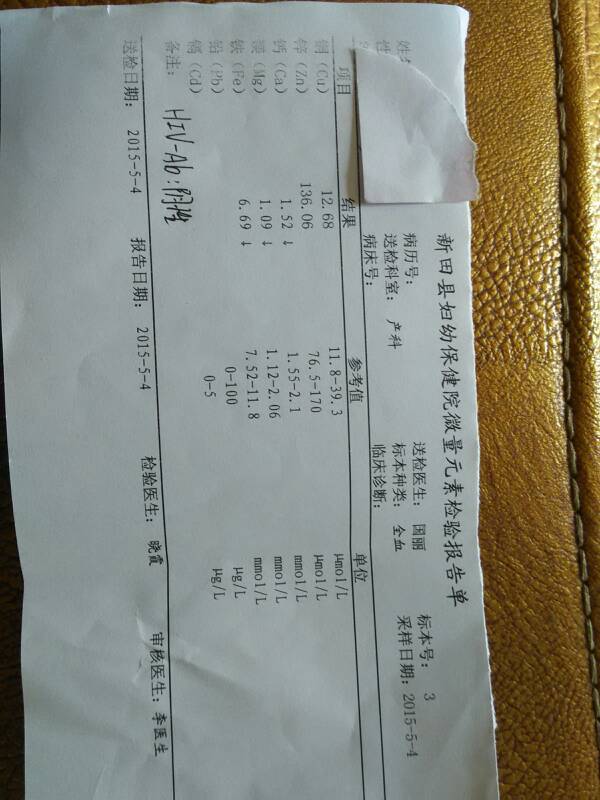 新田县妇幼保健院微量元素检验报告单
病历号: 送检医生: 国丽 标本号: 3
性 送检科室: 产科 标本种类: 全血 采样日期: 2015-5-4
病床号: 临床诊断:
项目 结果 参考值 单位
铜(Cu) 12.68 11.8-39.3 μmol/L
锌(Zn) 136.06 76.5-170 μmol/L
钙(Ca) 1.52 ↓ 1.55-2.1 mmol/L
镁(Mg) 1.09 ↓ 1.12-2.06 mmol/L
铁(Fe) 6.69 ↓ 7.52-11.8 mmol/L
铅(Pb) 0-100 μg/L
镉(Cd) 0-5 μg/L
备注: HIV-Ab:阴性
送检日期: 2015-5-4 报告日期: 2015-5-4 检验医生: 晓霞 审核医生: 李医生